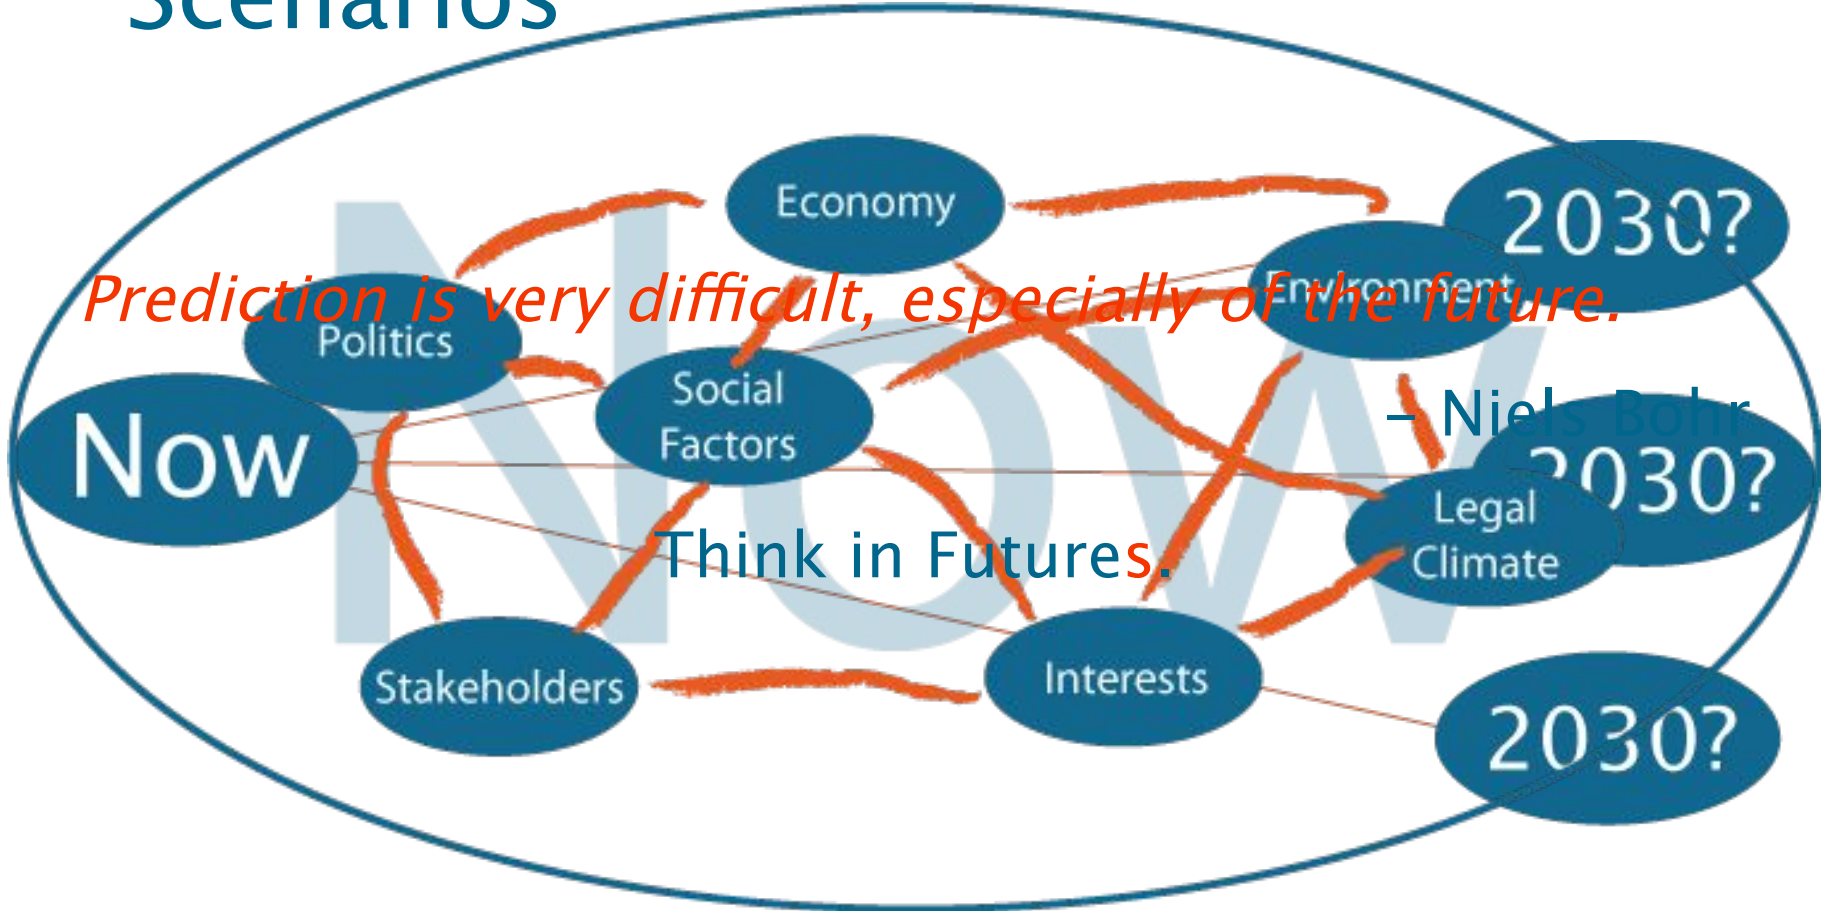 Scenarios
Economy
2030?
Prediction is very difficult, especially of the future.
Environment
Politics
Social
Factors
– Niels Bohr
Now
Now
2030?
Legal
Climate
Think in Futures.
Stakeholders
Interests
2030?